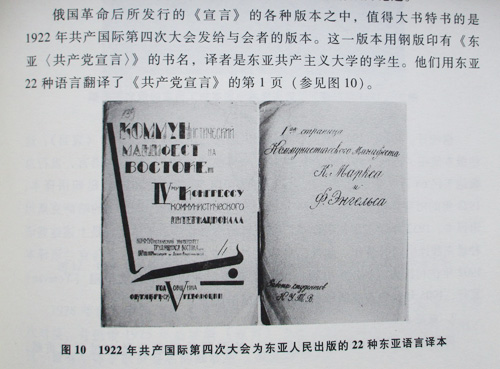 俄国革命后所发行的《宣言》的各种版本之中,值得大书特书的是
1922 年共产国际第四次大会发给与会者的版本。这一版本用钢版印有《东
亚〈共产党宣言〉》的书名,译者是东亚共产主义大学的学生。他们用东亚
22 种语言翻译了《共产党宣言》的第 1 页(参见图 10)。
КОММУНистический
МАНИФЕСТ на
ВОСТОКЕ
IV КОНГРЕССУ
КОММУНИСТИЧЕСКОГО
ИНТЕРНАЦИОНАЛА
ГОДОВЩИНА
ОКТЯБРЬСКОЙ V РЕВОЛЮЦИИ
1ая страница
Коммунистического Манифеста
К. Маркса
и
Ф. Энгельса
студентов
К.У.Т.В.
图 10 1922 年共产国际第四次大会为东亚人民出版的 22 种东亚语言译本